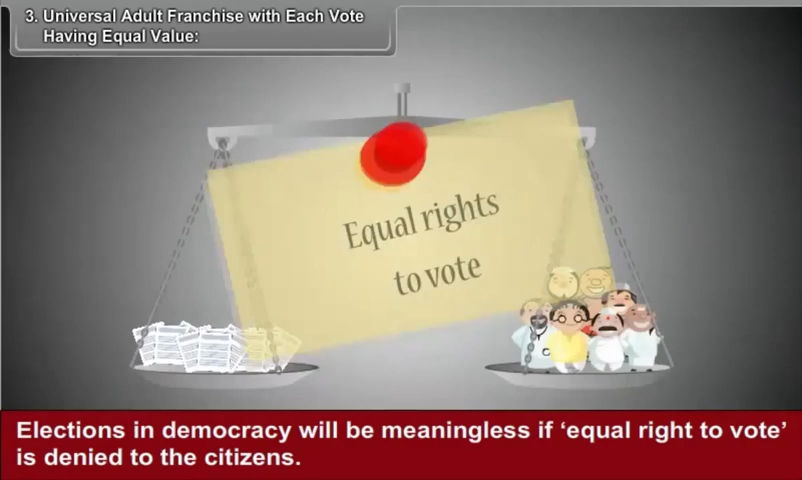 3. Universal Adult Franchise with Each Vote
Having Equal Value:
Equal rights
to vote
Elections in democracy will be meaningless if ‘equal right to vote’
is denied to the citizens.